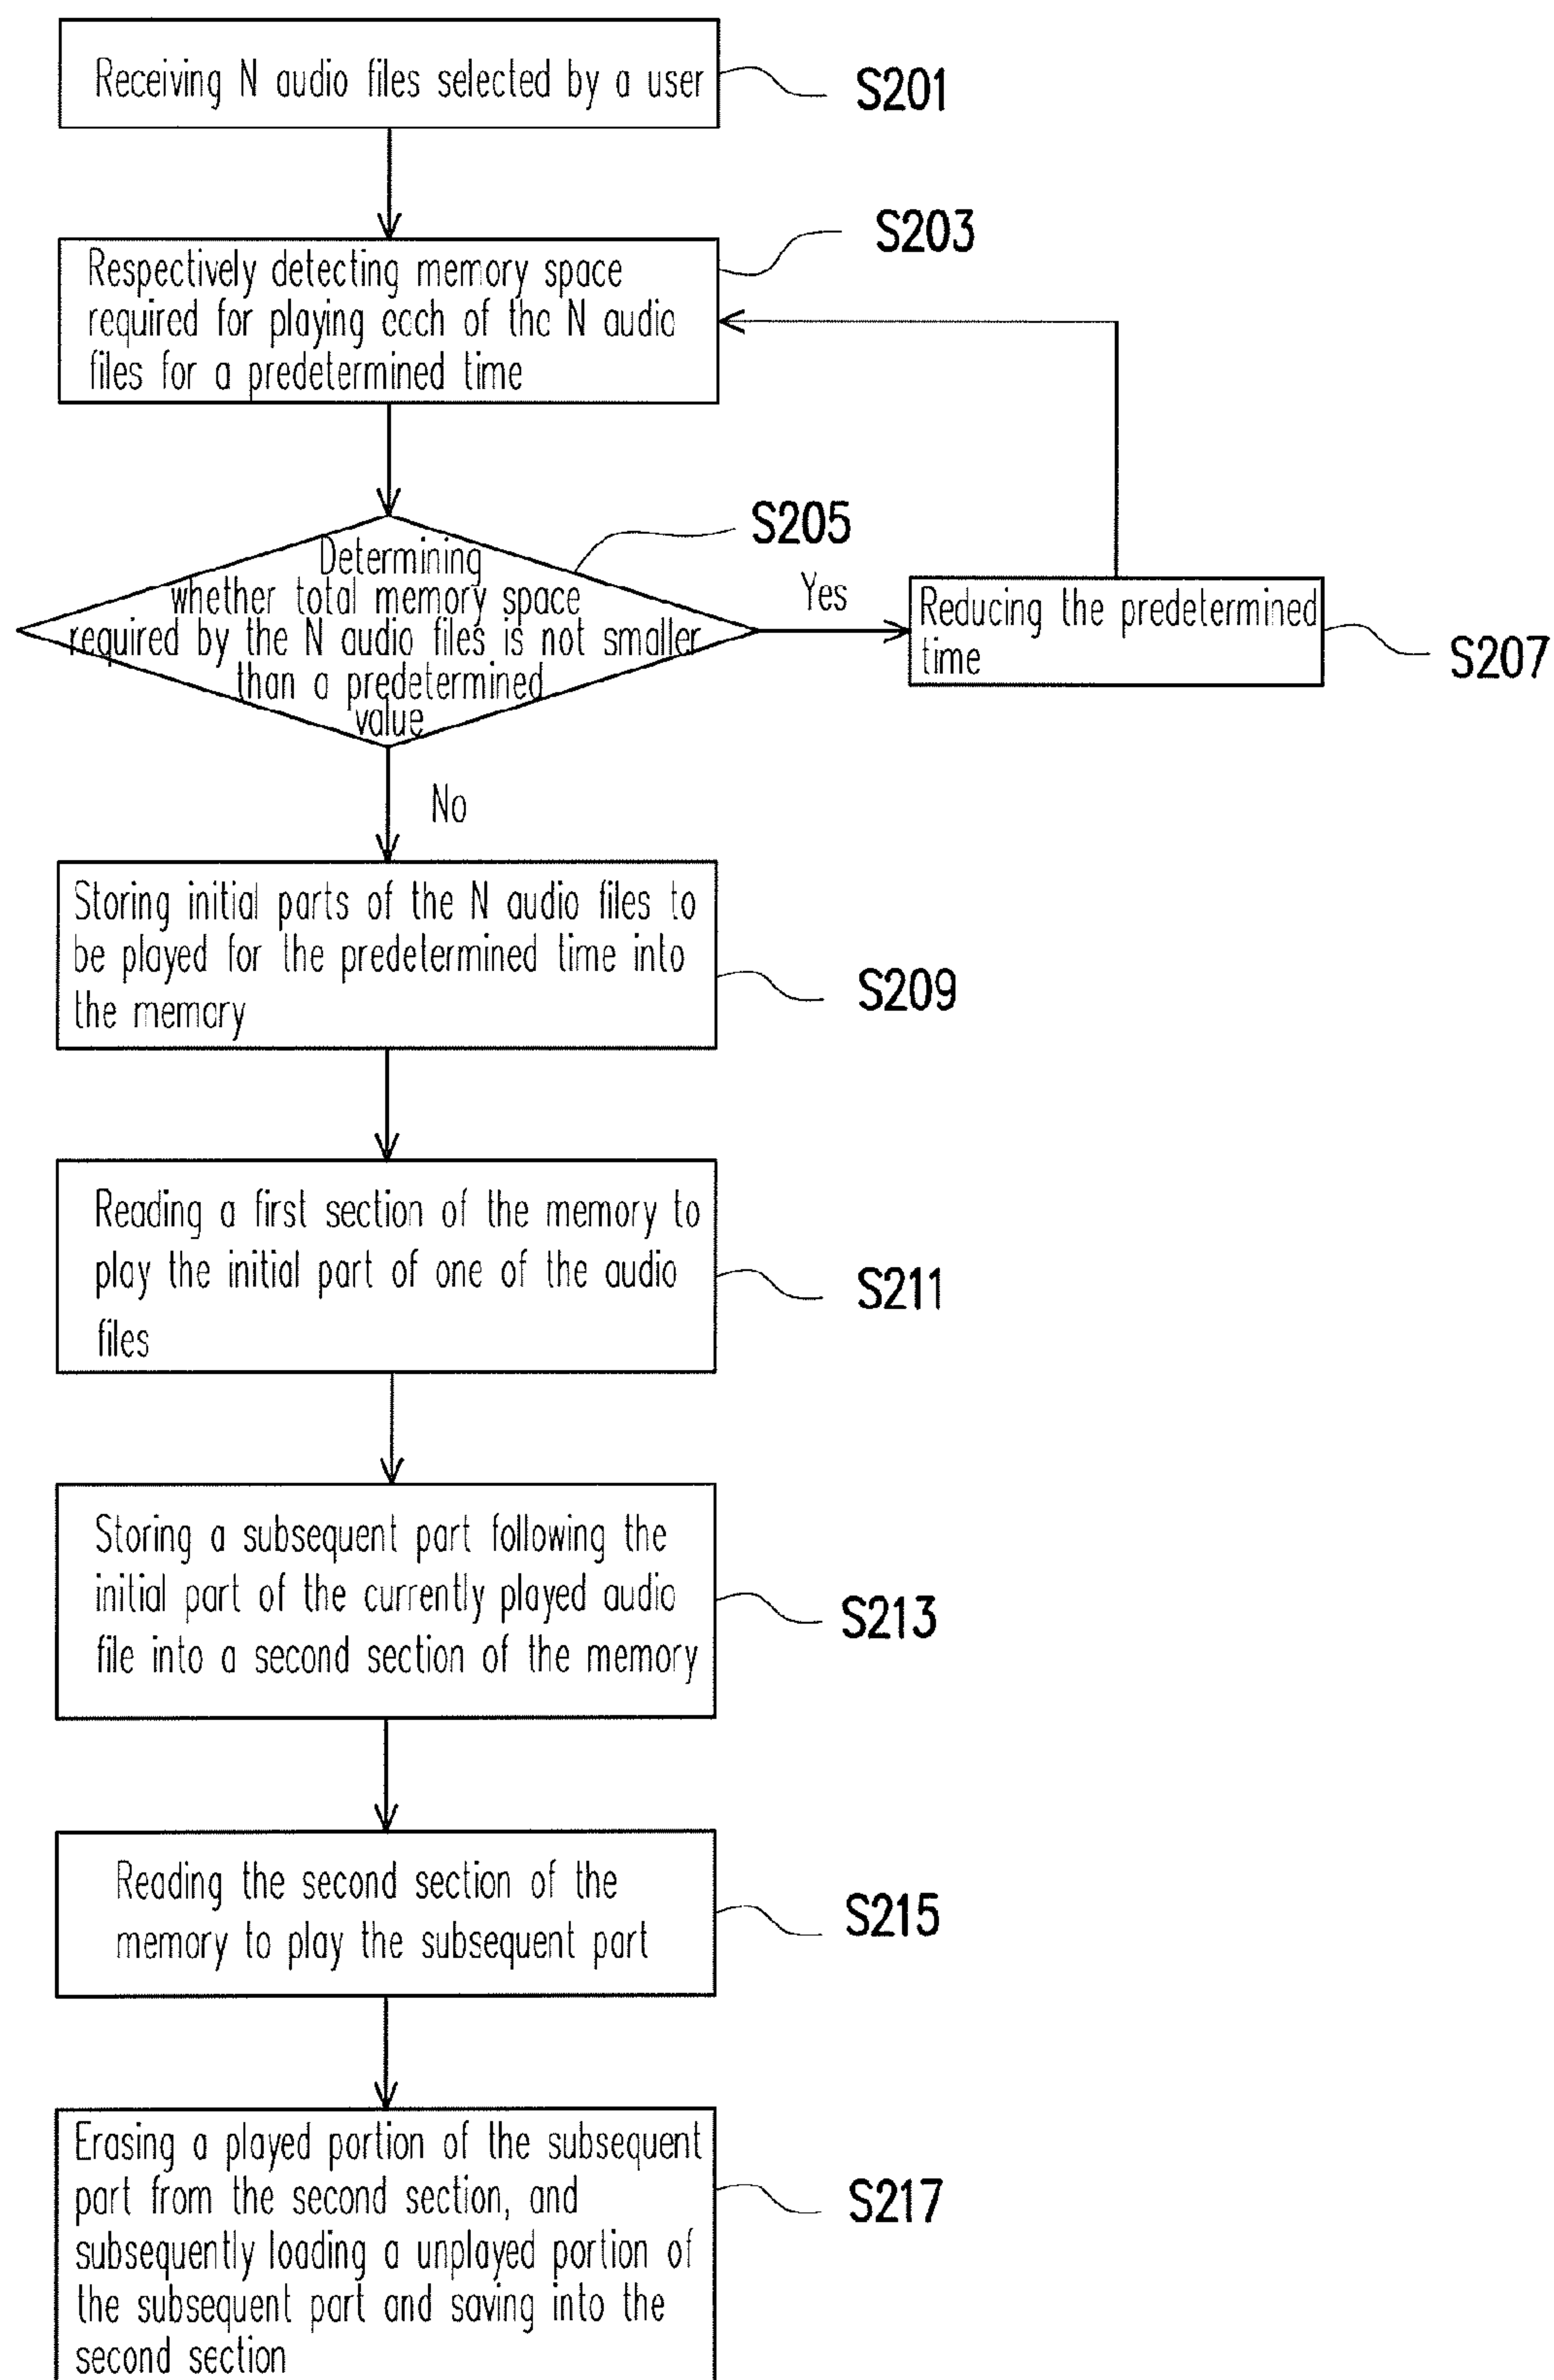 Receiving N audio files selected by a user
S201
S203
Respectively detecting memory space
required for playing each of the N audio
files for a predetermined time
S205
Determining
whether total memory space
required by the N audio files is not smaller
than a predetermined
value
Yes
Reducing the predetermined
time
S207
No
Storing initial parts of the N audio files to
be played for the predetermined time into
the memory
S209
Reading a first section of the memory to
play the initial part of one of the audio
files
S211
Storing a subsequent part following the
initial part of the currently played audio
file into a second section of the memory
S213
Reading the second section of the
memory to play the subsequent part
S215
Erasing a played portion of the subsequent
part from the second section, and
subsequently loading a unplayed portion of
the subsequent part and saving into the
second section
S217